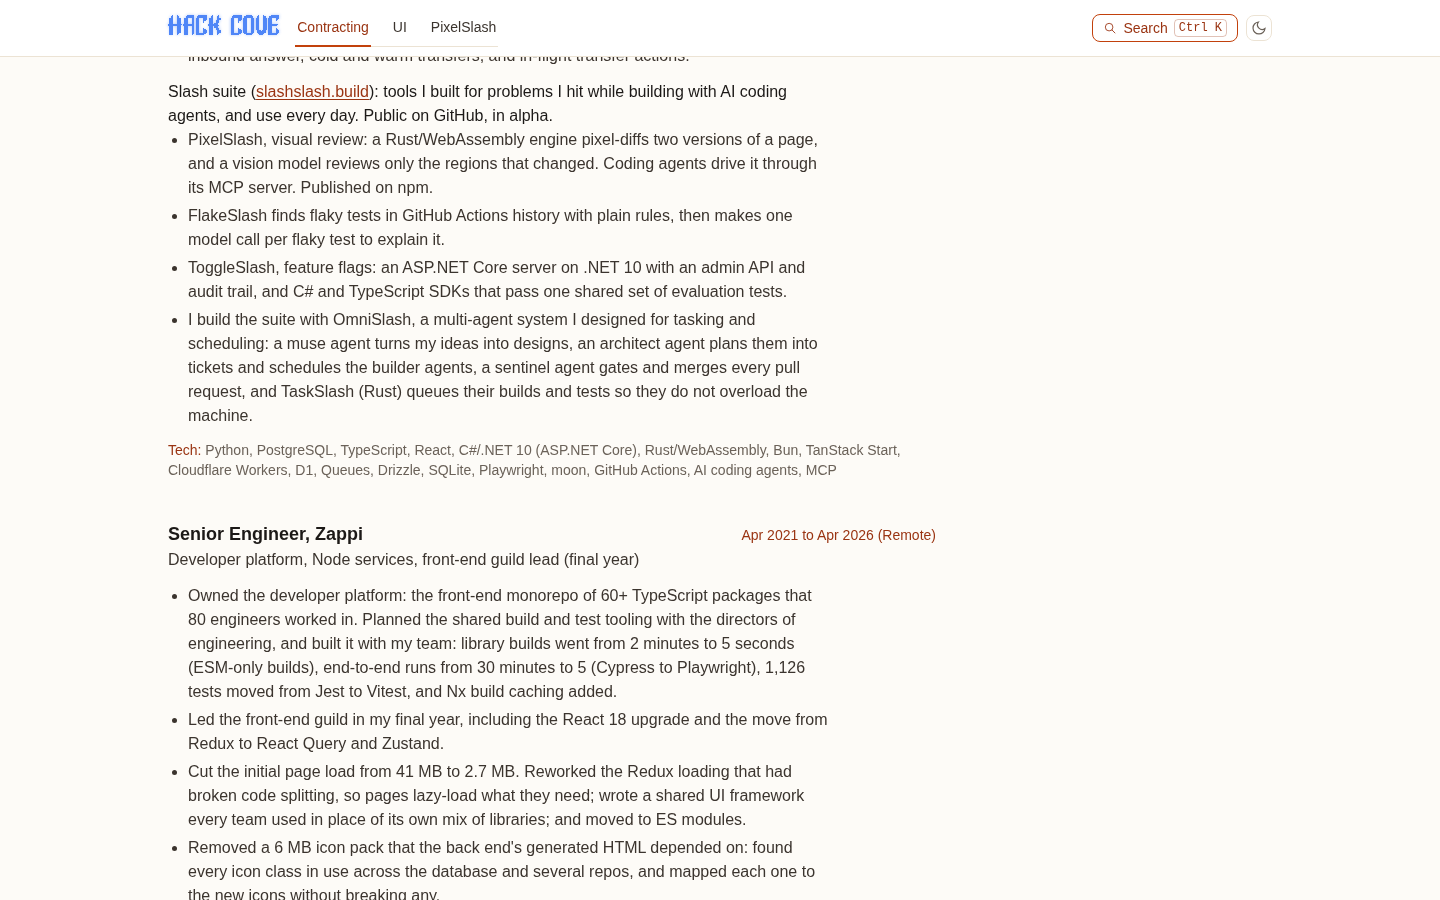 HACK COVE
Contracting
UI
PixelSlash
Search Ctrl K
inbound answer, cold and warm transfers, and in-flight transfer actions.
Slash suite (slashslash.build): tools I built for problems I hit while building with AI coding
agents, and use every day. Public on GitHub, in alpha.
• PixelSlash, visual review: a Rust/WebAssembly engine pixel-diffs two versions of a page,
and a vision model reviews only the regions that changed. Coding agents drive it through
its MCP server. Published on npm.
• FlakeSlash finds flaky tests in GitHub Actions history with plain rules, then makes one
model call per flaky test to explain it.
• ToggleSlash, feature flags: an ASP.NET Core server on .NET 10 with an admin API and
audit trail, and C# and TypeScript SDKs that pass one shared set of evaluation tests.
• I build the suite with OmniSlash, a multi-agent system I designed for tasking and
scheduling: a muse agent turns my ideas into designs, an architect agent plans them into
tickets and schedules the builder agents, a sentinel agent gates and merges every pull
request, and TaskSlash (Rust) queues their builds and tests so they do not overload the
machine.
Tech: Python, PostgreSQL, TypeScript, React, C#/.NET 10 (ASP.NET Core), Rust/WebAssembly, Bun, TanStack Start,
Cloudflare Workers, D1, Queues, Drizzle, SQLite, Playwright, moon, GitHub Actions, AI coding agents, MCP
Senior Engineer, Zappi
Apr 2021 to Apr 2026 (Remote)
Developer platform, Node services, front-end guild lead (final year)
• Owned the developer platform: the front-end monorepo of 60+ TypeScript packages that
80 engineers worked in. Planned the shared build and test tooling with the directors of
engineering, and built it with my team: library builds went from 2 minutes to 5 seconds
(ESM-only builds), end-to-end runs from 30 minutes to 5 (Cypress to Playwright), 1,126
tests moved from Jest to Vitest, and Nx build caching added.
• Led the front-end guild in my final year, including the React 18 upgrade and the move from
Redux to React Query and Zustand.
• Cut the initial page load from 41 MB to 2.7 MB. Reworked the Redux loading that had
broken code splitting, so pages lazy-load what they need; wrote a shared UI framework
every team used in place of its own mix of libraries; and moved to ES modules.
• Removed a 6 MB icon pack that the back end's generated HTML depended on: found
every icon class in use across the database and several repos, and mapped each one to
the new icons without breaking any.